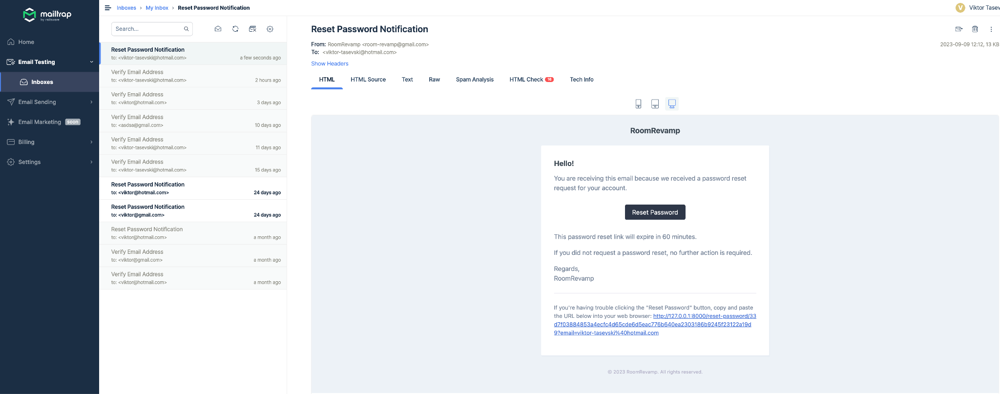 mailtrap
by railsware
Home
Email Testing
Inboxes
Email Sending
Email Marketing soon
Billing
Settings
Inboxes › My Inbox › Reset Password Notification
Viktor Tasev
V
Search...
Reset Password Notification
to: <viktor-tasevski@hotmail.com> a few seconds ago
Verify Email Address
to: <viktor-tasevski@hotmail.com> 2 hours ago
Verify Email Address
to: <viktor@hotmail.com> 3 days ago
Verify Email Address
to: <asdsa@gmail.com> 10 days ago
Verify Email Address
to: <viktor-tasevski@hotmail.com> 11 days ago
Verify Email Address
to: <viktor-tasevski@hotmail.com> 15 days ago
Reset Password Notification
to: <viktor@hotmail.com> 24 days ago
Reset Password Notification
to: <viktor@gmail.com> 24 days ago
Reset Password Notification
to: <viktor@hotmail.com> a month ago
Verify Email Address
to: <viktor@gmail.com> a month ago
Verify Email Address
to: <viktor@hotmail.com> a month ago
Reset Password Notification
From: RoomRevamp <room-revamp@gmail.com>
2023-09-09 12:12, 13 KB
To: <viktor-tasevski@hotmail.com>
Show Headers
HTML HTML Source Text Raw Spam Analysis HTML Check 16 Tech Info
RoomRevamp
Hello!
You are receiving this email because we received a password reset
request for your account.
Reset Password
This password reset link will expire in 60 minutes.
If you did not request a password reset, no further action is required.
Regards,
RoomRevamp
If you're having trouble clicking the "Reset Password" button, copy and paste
the URL below into your web browser: http://127.0.0.1:8000/reset-password/33
d7f03884853a4ecfc4d65cde6d5eac776b640ea2303186b9245f23122a19d
9?email=viktor-tasevski%40hotmail.com
© 2023 RoomRevamp. All rights reserved.